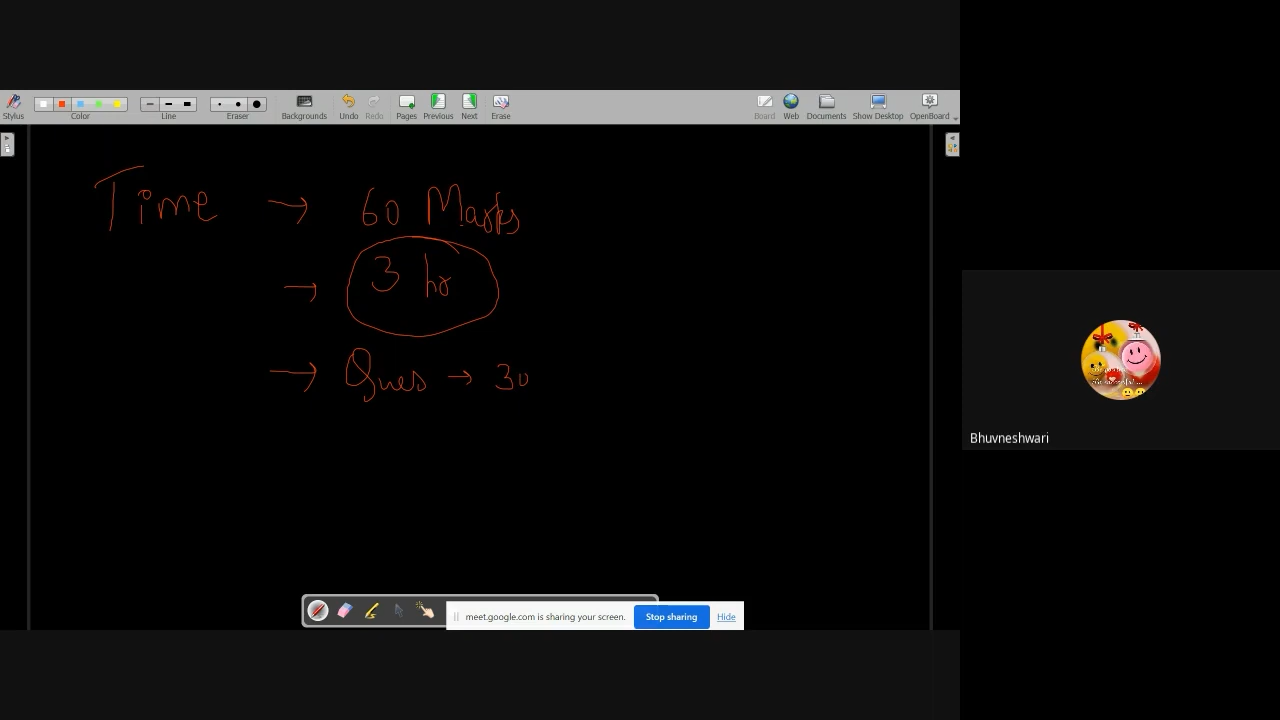 Stylus
Color
Line
Eraser
Backgrounds
Undo
Redo
Pages
Previous
Next
Erase
Board
Web
Documents
Show Desktop
OpenBoard
Time → 60 Marks
→ 3 hr
→ Ques → 30
meet.google.com is sharing your screen.
Stop sharing
Hide
Bhuvneshwari